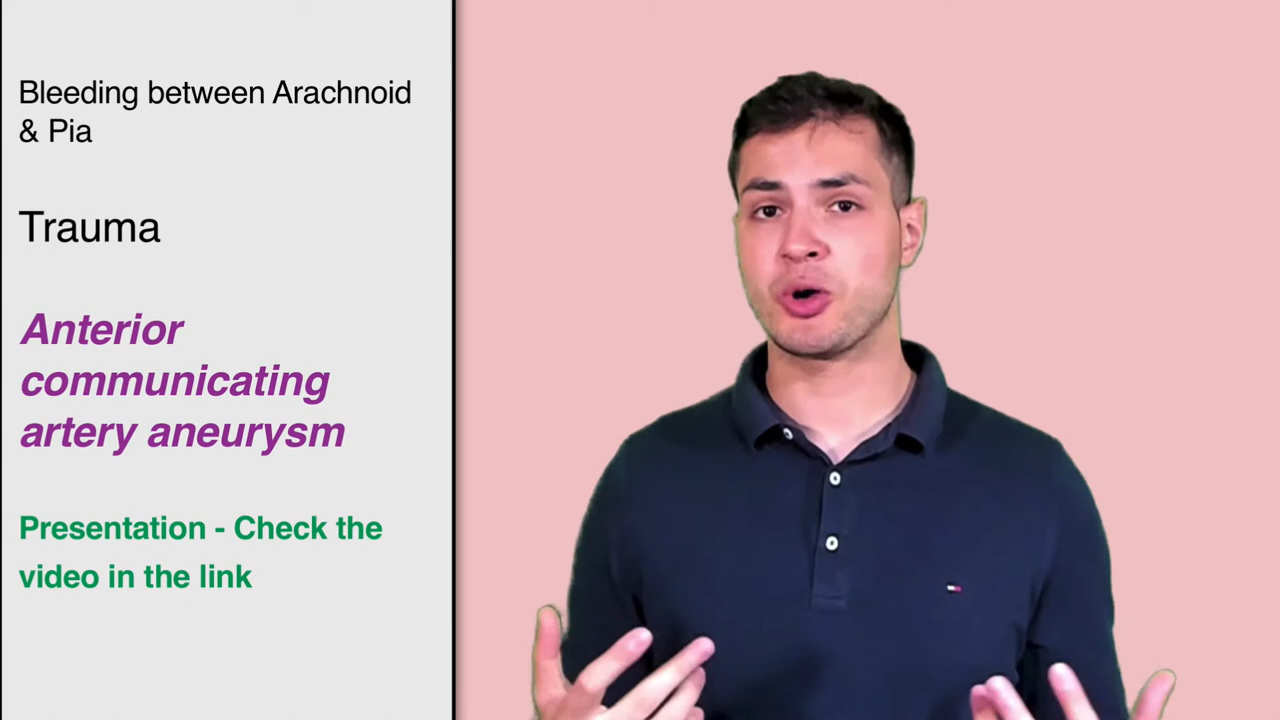 Bleeding between Arachnoid
& Pia
Trauma
Anterior
communicating
artery aneurysm
Presentation - Check the
video in the link